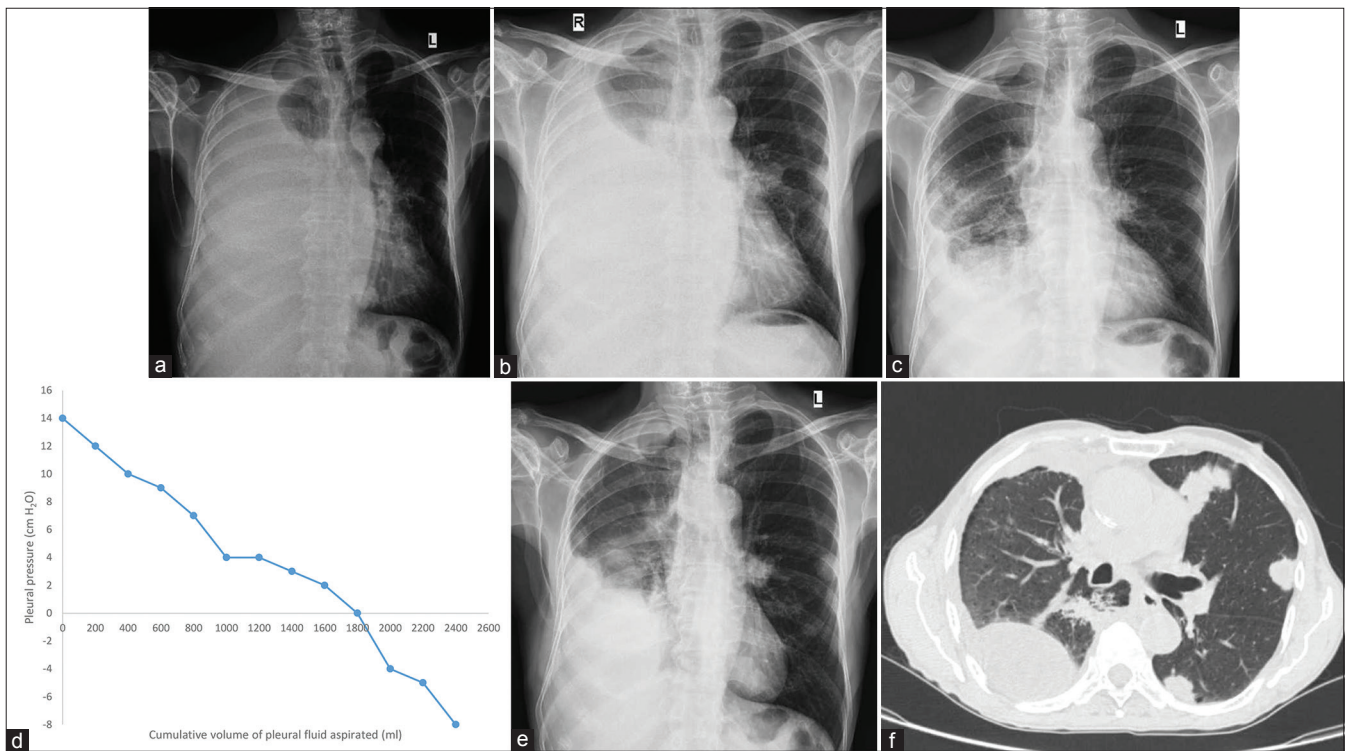 L
R
L
a
b
c
16
14
12
10
8
6
4
2
0
-2
-4
-6
-8
Pleural pressure (cm H₂O)
0 200 400 600 800 1000 1200 1400 1600 1800 2000 2200 2400 2600
Cumulative volume of pleural fluid aspirated (ml)
d
L
e
f